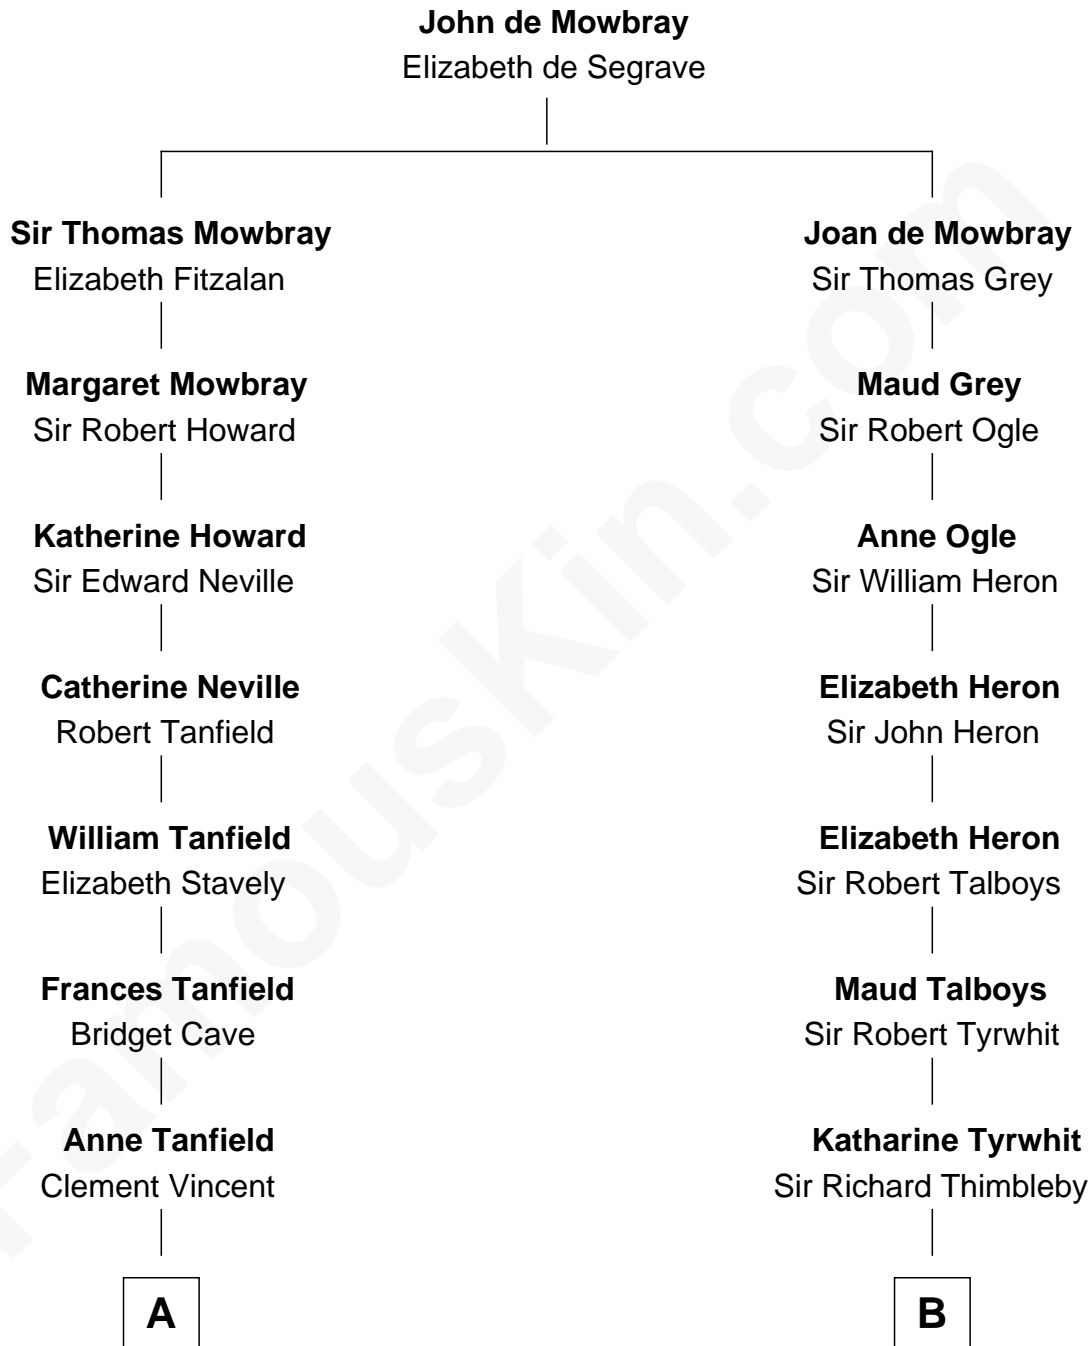 John de Mowbray
Elizabeth de Segrave
Sir Thomas Mowbray
Elizabeth Fitzalan
Joan de Mowbray
Sir Thomas Grey
Margaret Mowbray
Sir Robert Howard
Maud Grey
Sir Robert Ogle
Katherine Howard
Sir Edward Neville
Anne Ogle
Sir William Heron
Catherine Neville
Robert Tanfield
Elizabeth Heron
Sir John Heron
William Tanfield
Elizabeth Stavely
Elizabeth Heron
Sir Robert Talboys
Frances Tanfield
Bridget Cave
Maud Talboys
Sir Robert Tyrwhit
Anne Tanfield
Clement Vincent
Katharine Tyrwhit
Sir Richard Thimbleby
A
B
FamousKin.com